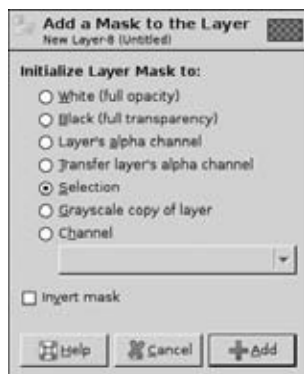 Add a Mask to the Layer
New Layer-8 (Untitled)
Initialize Layer Mask to:
White (full opacity)
Black (full transparency)
Layer's alpha channel
Transfer layer's alpha channel
Selection
Grayscale copy of layer
Channel
Invert mask
Help Cancel Add